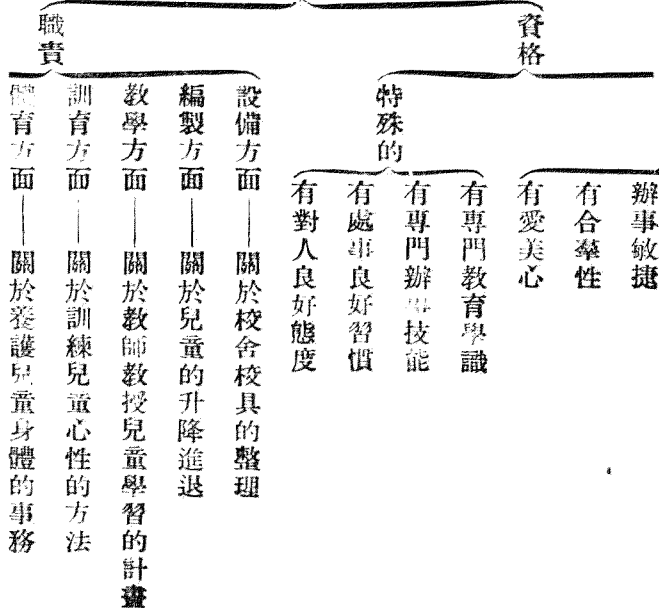 資格
辦事敏捷
有合羣性
有愛美心
特殊的
有專門教育學識
有專門辦事技能
有處事良好習慣
有對人良好態度
職責
設備方面——關於校舍校具的整理
編製方面——關於兒童的升降進退
教學方面——關於教師教授兒童學習的計畫
訓育方面——關於訓練兒童心性的方法
體育方面——關於養護兒童身體的事務